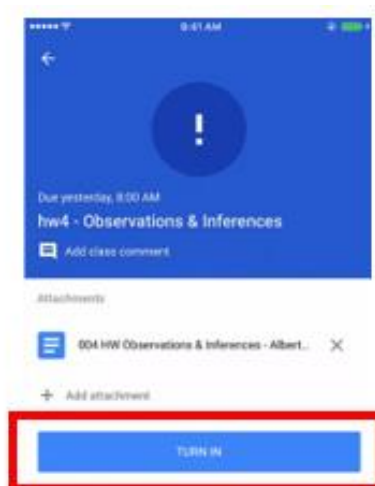 9:41 AM
!
Due yesterday, 8:00 AM
hw4 - Observations & Inferences
Add class comment
Attachments
004 HW Observations & Inferences - Albert...
Add attachment
TURN IN